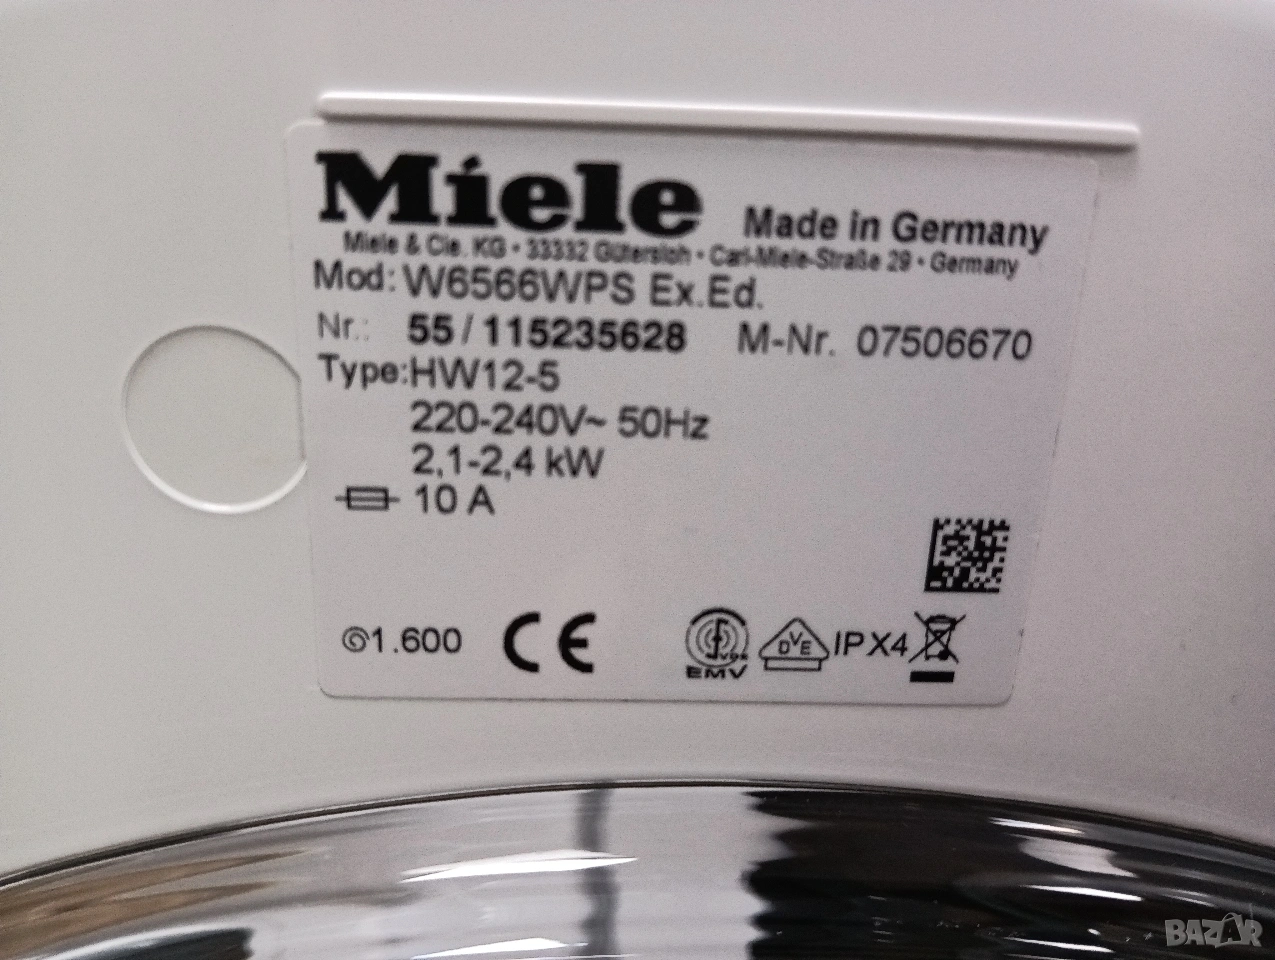 Miele Made in Germany
Miele & Cie. KG · 33332 Gütersloh · Carl-Miele-Straße 29 · Germany
Mod: W6566WPS Ex.Ed.
Nr.: 55 / 115235628 M-Nr. 07506670
Type: HW12-5
220-240V~ 50Hz
2,1-2,4 kW
10 A
1.600 CE VDE EMV DVE IPX4
BAZAR